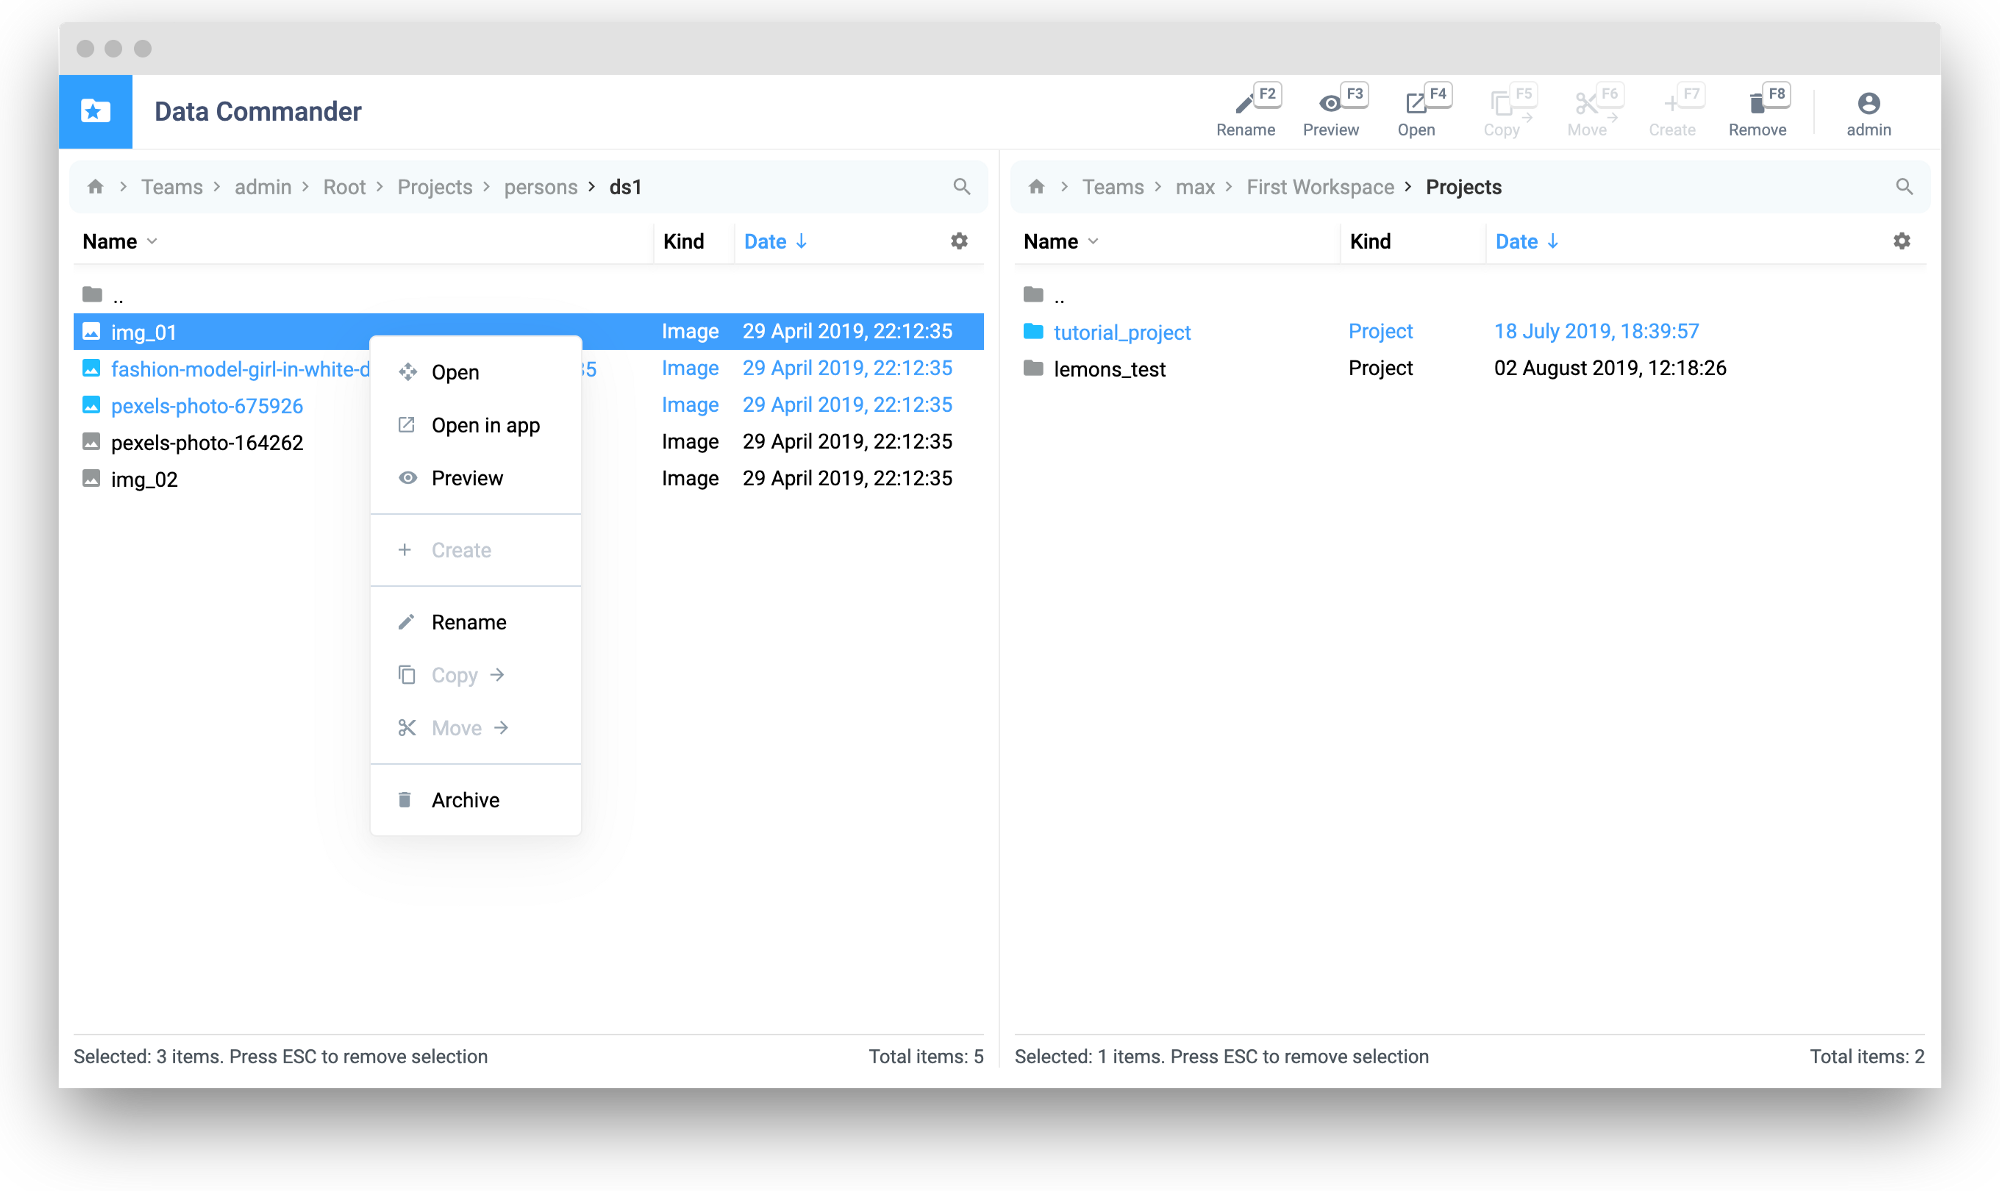 Data Commander
F2 F3 F4 F5 F6 F7 F8
Rename Preview Open Copy Move Create Remove admin
Teams admin Root Projects persons ds1
Name Kind Date
..
img_01 Image 29 April 2019, 22:12:35
fashion-model-girl-in-white-d 35 Image 29 April 2019, 22:12:35
pexels-photo-675926 Image 29 April 2019, 22:12:35
pexels-photo-164262 Image 29 April 2019, 22:12:35
img_02 Image 29 April 2019, 22:12:35
Open
Open in app
Preview
Create
Rename
Copy
Move
Archive
Selected: 3 items. Press ESC to remove selection
Total items: 5
Teams max First Workspace Projects
Name Kind Date
..
tutorial_project Project 18 July 2019, 18:39:57
lemons_test Project 02 August 2019, 12:18:26
Selected: 1 items. Press ESC to remove selection
Total items: 2